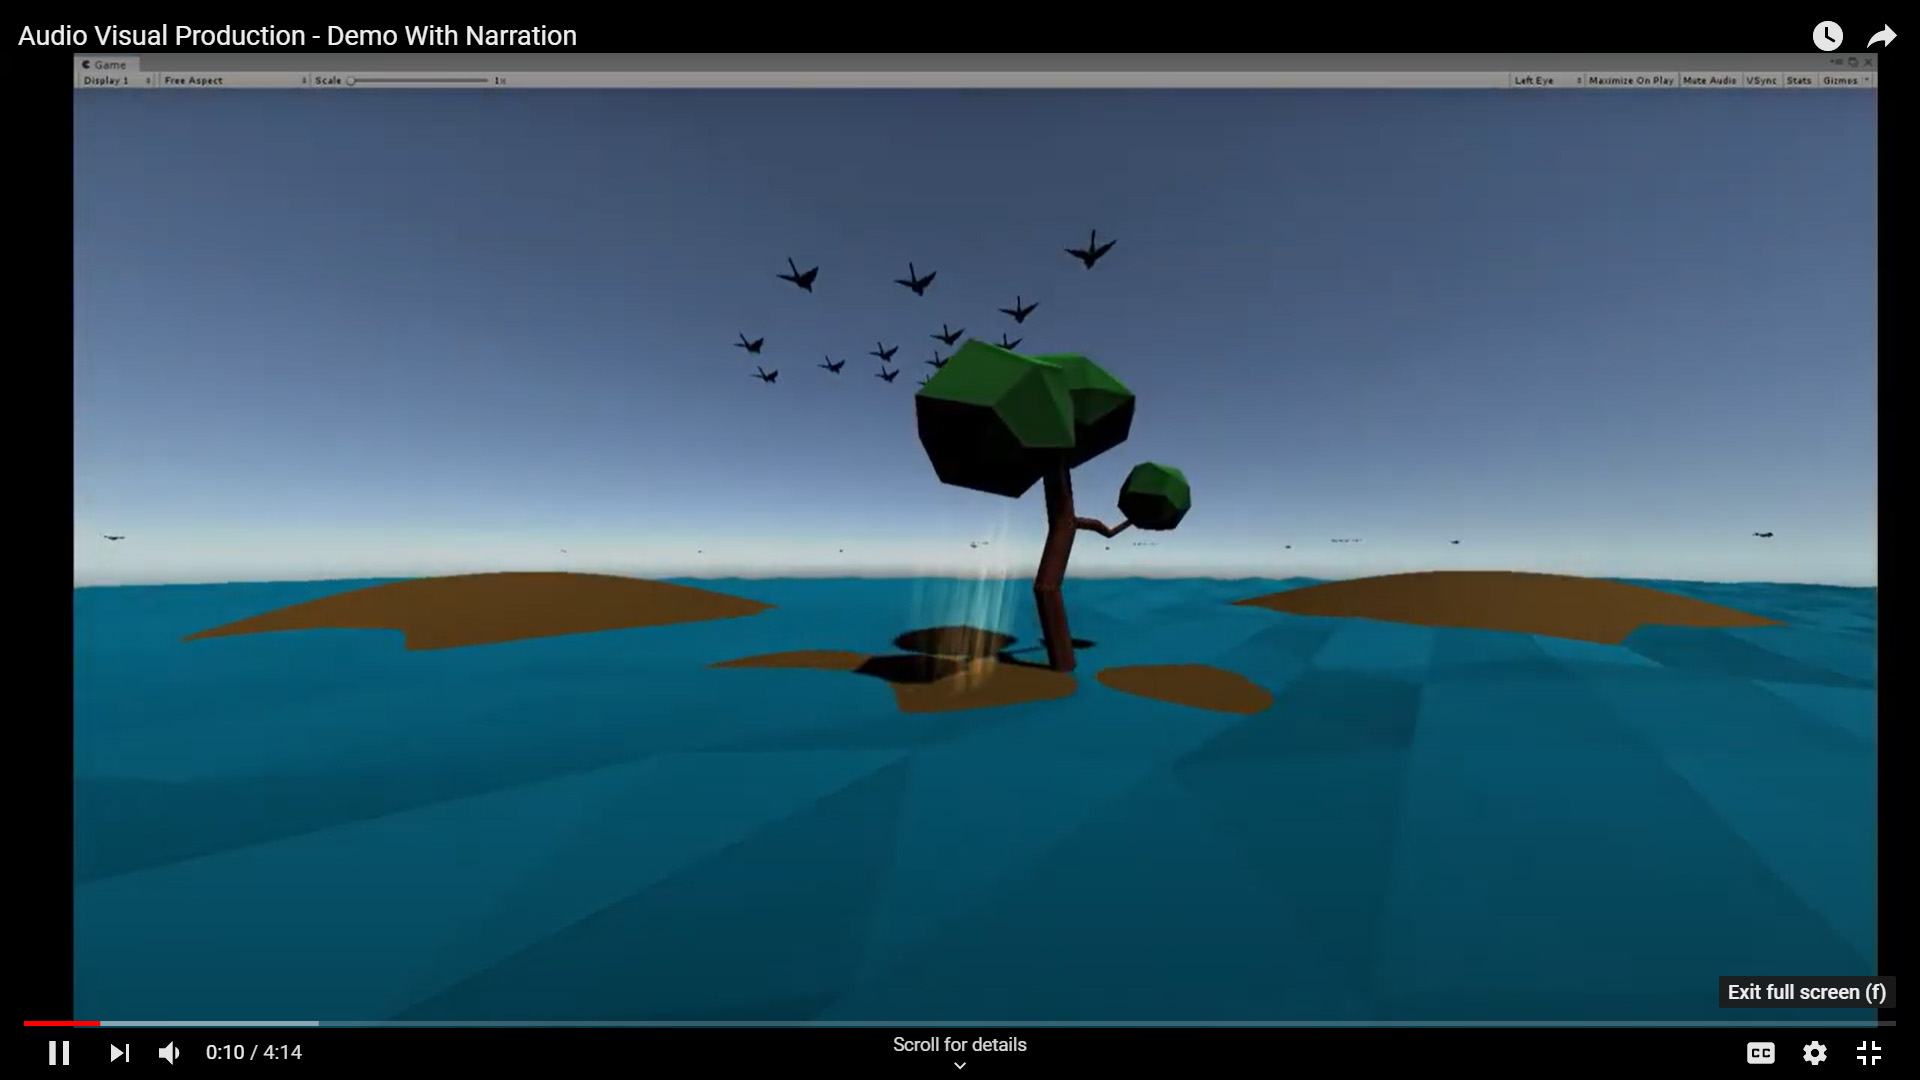 Audio Visual Production - Demo With Narration
Game
Display 1 Free Aspect Scale 1x Left Eye Maximize On Play Mute Audio VSync Stats Gizmos
Exit full screen (f)
0:10 / 4:14 Scroll for details CC